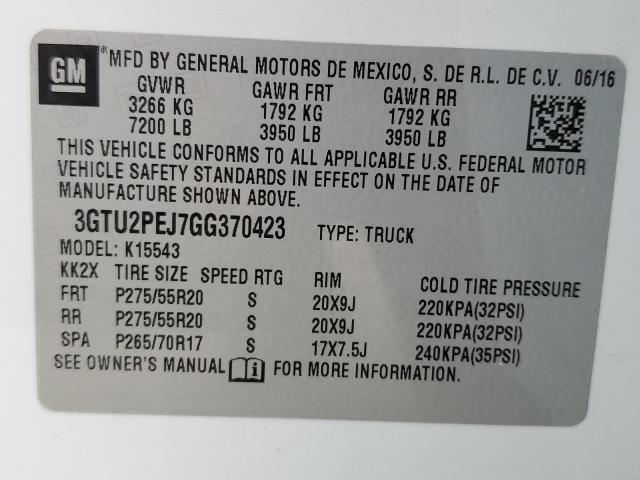 GM ® MFD BY GENERAL MOTORS DE MEXICO, S. DE R.L. DE C.V. 06/16
GVWR GAWR FRT GAWR RR
3266 KG 1792 KG 1792 KG
7200 LB 3950 LB 3950 LB
THIS VEHICLE CONFORMS TO ALL APPLICABLE U.S. FEDERAL MOTOR
VEHICLE SAFETY STANDARDS IN EFFECT ON THE DATE OF
MANUFACTURE SHOWN ABOVE.
3GTU2PEJ7GG370423 TYPE: TRUCK
MODEL: K15543
KK2X TIRE SIZE SPEED RTG RIM COLD TIRE PRESSURE
FRT P275/55R20 S 20X9J 220KPA(32PSI)
RR P275/55R20 S 20X9J 220KPA(32PSI)
SPA P265/70R17 S 17X7.5J 240KPA(35PSI)
SEE OWNER'S MANUAL i FOR MORE INFORMATION.